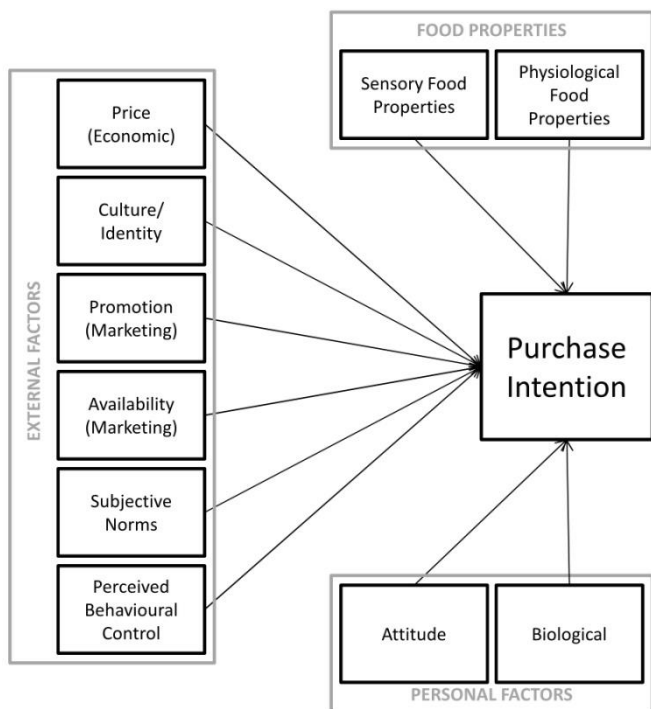 FOOD PROPERTIES
Sensory Food
Properties
Physiological
Food
Properties
EXTERNAL FACTORS
Price
(Economic)
Culture/
Identity
Promotion
(Marketing)
Availability
(Marketing)
Subjective
Norms
Perceived
Behavioural
Control
Purchase
Intention
Attitude
Biological
PERSONAL FACTORS